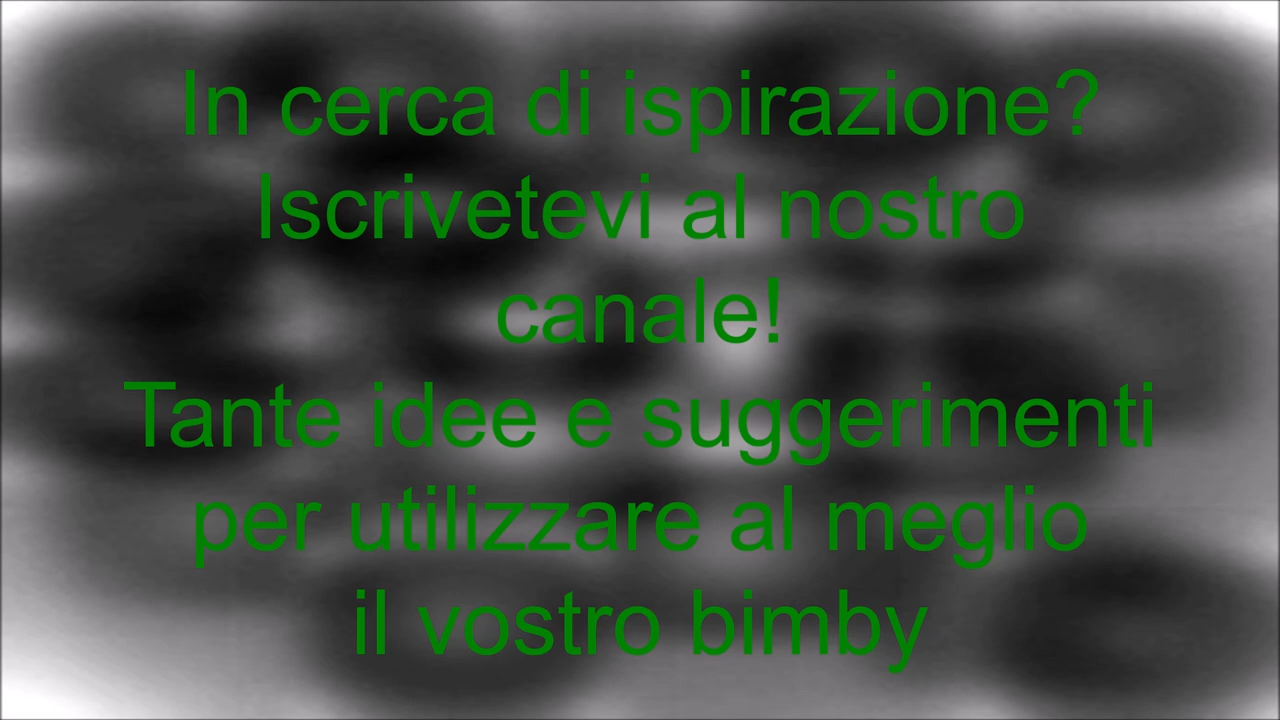 In cerca di ispirazione?
Iscrivetevi al nostro
canale!
Tante idee e suggerimenti
per utilizzare al meglio
il vostro bimby